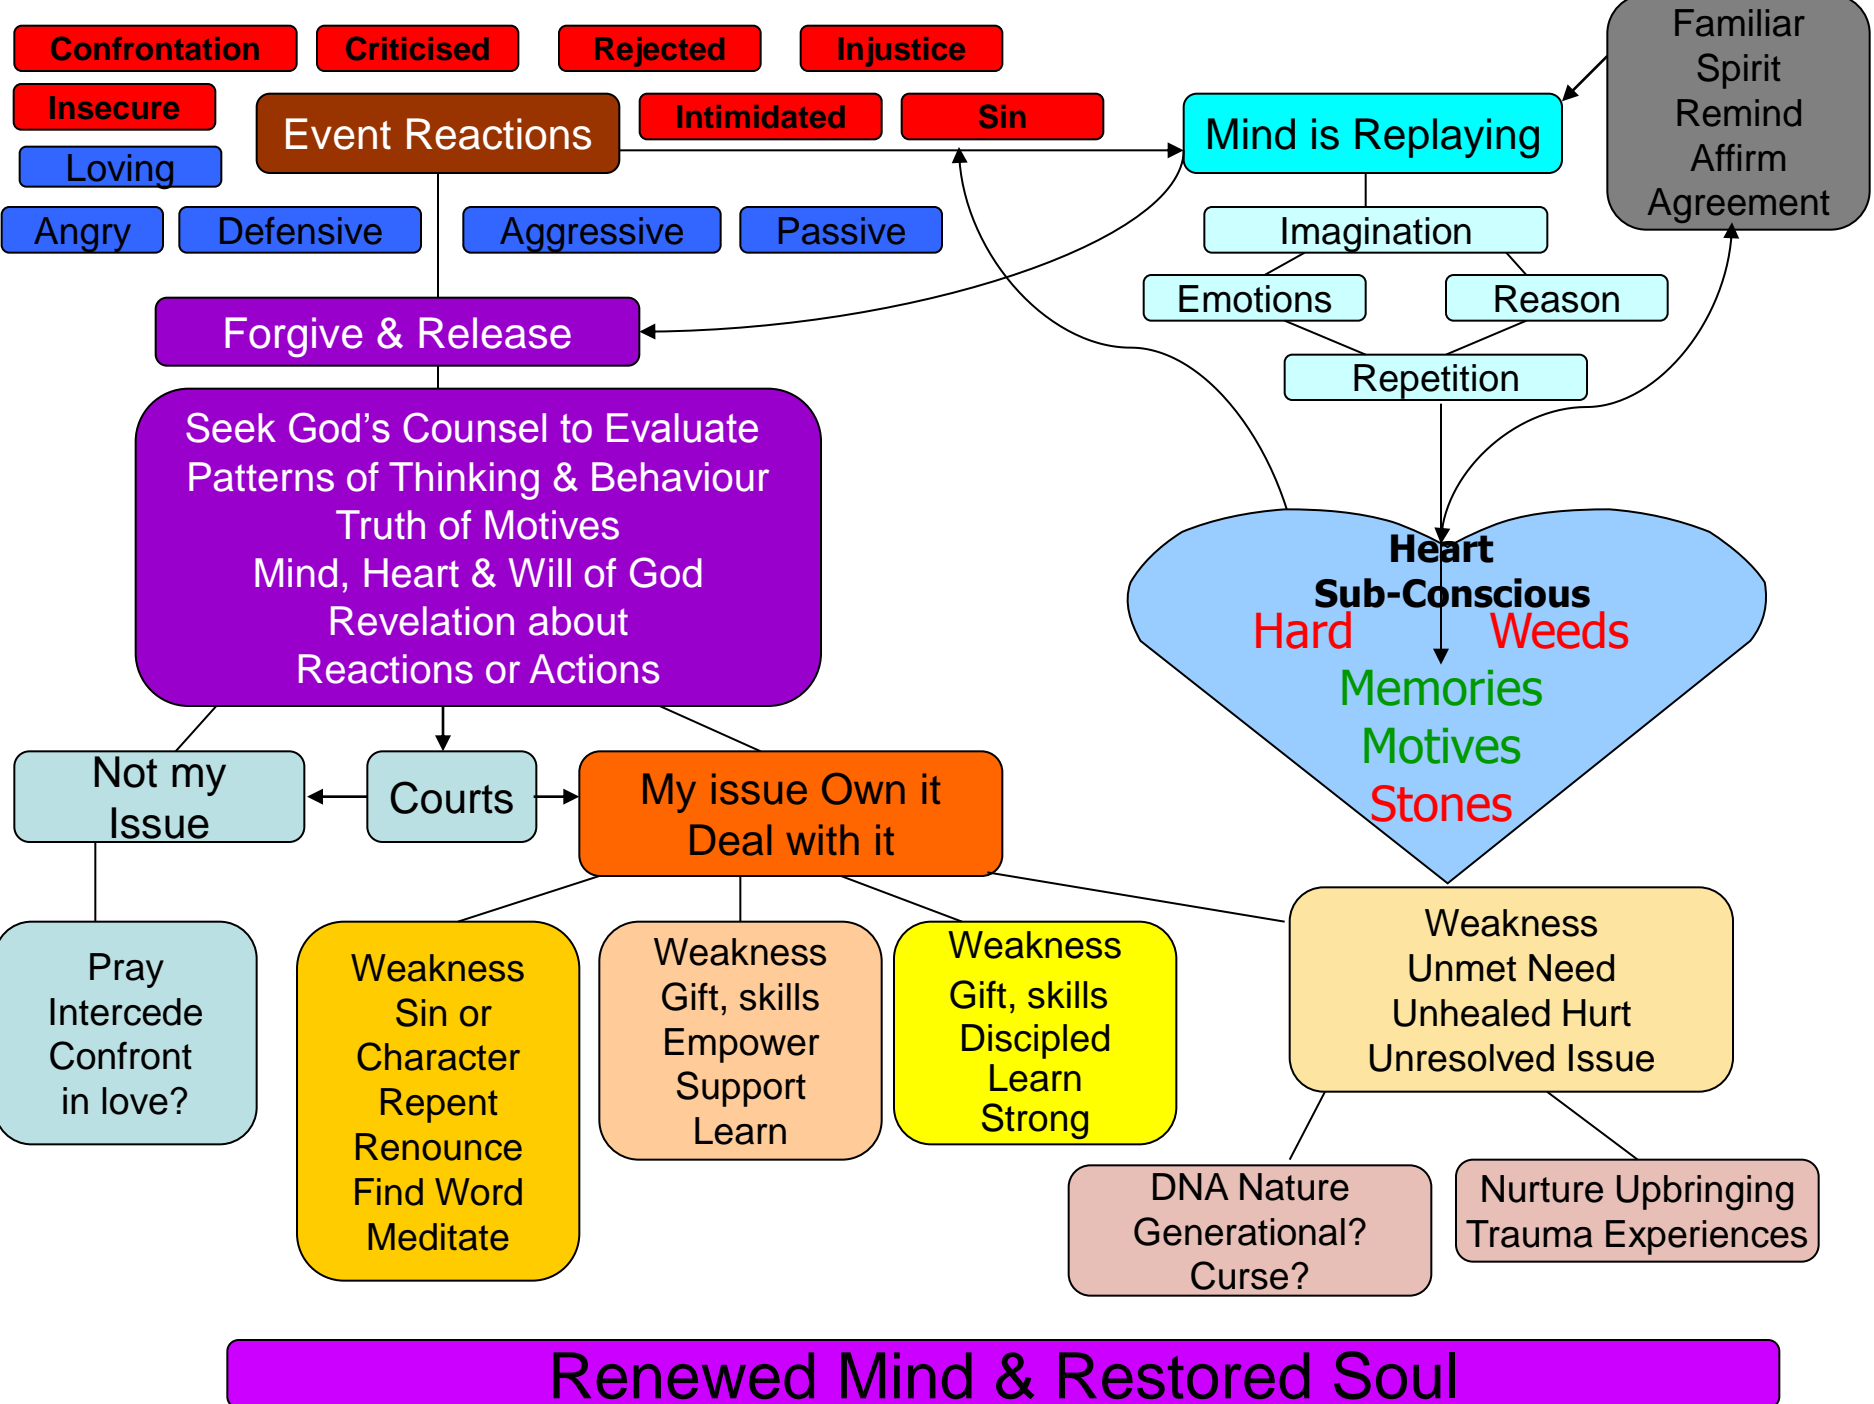 Confrontation
Criticised
Rejected
Injustice
Insecure
Event Reactions
Intimidated
Sin
Mind is Replaying
Familiar
Spirit
Remind
Affirm
Agreement
Loving
Angry
Defensive
Aggressive
Passive
Imagination
Emotions
Reason
Repetition
Forgive & Release
Seek God’s Counsel to Evaluate
Patterns of Thinking & Behaviour
Truth of Motives
Mind, Heart & Will of God
Revelation about
Reactions or Actions
Heart
Sub-Conscious
Hard
Weeds
Memories
Motives
Stones
Not my
Issue
Courts
My issue Own it
Deal with it
Pray
Intercede
Confront
in love?
Weakness
Sin or
Character
Repent
Renounce
Find Word
Meditate
Weakness
Gift, skills
Empower
Support
Learn
Weakness
Gift, skills
Discipled
Learn
Strong
Weakness
Unmet Need
Unhealed Hurt
Unresolved Issue
DNA Nature
Generational?
Curse?
Nurture Upbringing
Trauma Experiences
Renewed Mind & Restored Soul